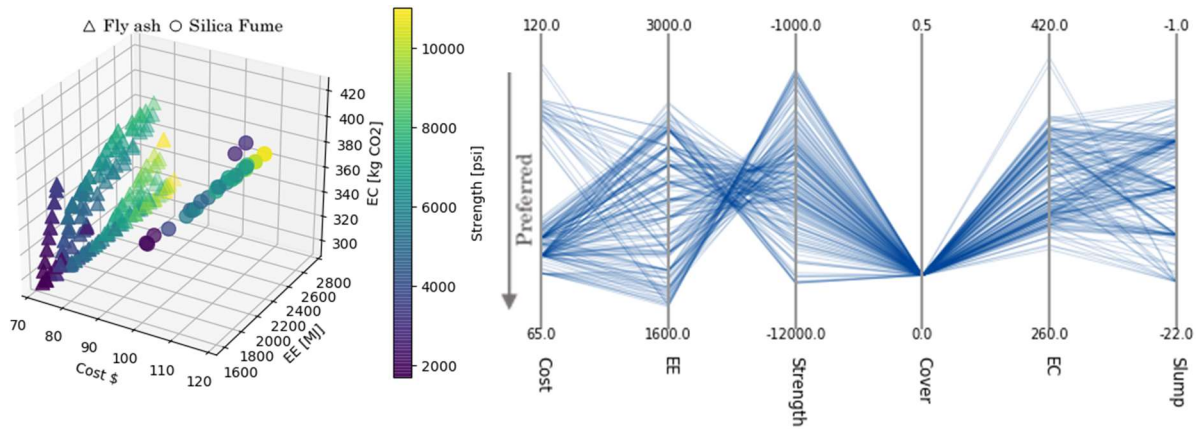 △ Fly ash ○ Silica Fume
420
400
380
360
340
320
300
EC [kg CO2]
70
80
90
100
110
120
Cost $
1600
1800
2000
2200
2400
2600
2800
EE [MJ]
10000
8000
6000
4000
2000
Strength [psi]
120.0 3000.0 -1000.0 0.5 420.0 -1.0
Preferred
65.0 1600.0 -12000.0 0.0 260.0 -22.0
Cost EE Strength Cover EC Slump